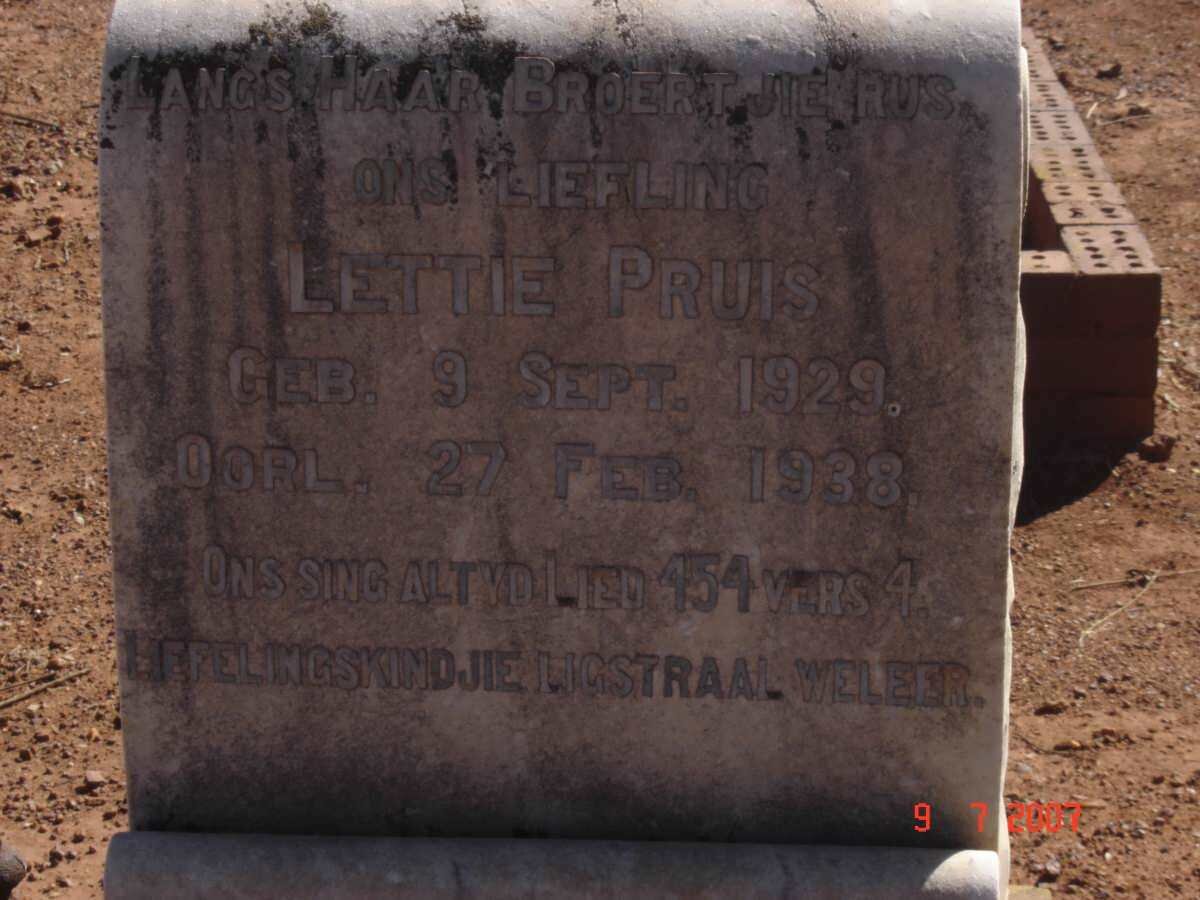 LANGS HAAR BROERTJIE RUS
ONS LIEFLING
LETTIE PRUIS
GEB. 9 SEPT. 1929.
OORL. 27 FEB. 1938.
ONS SING ALTYD LIED 454 VERS 4.
LIEFELINGSKINDJIE LIGSTRAAL WELEER.
9 7 2007